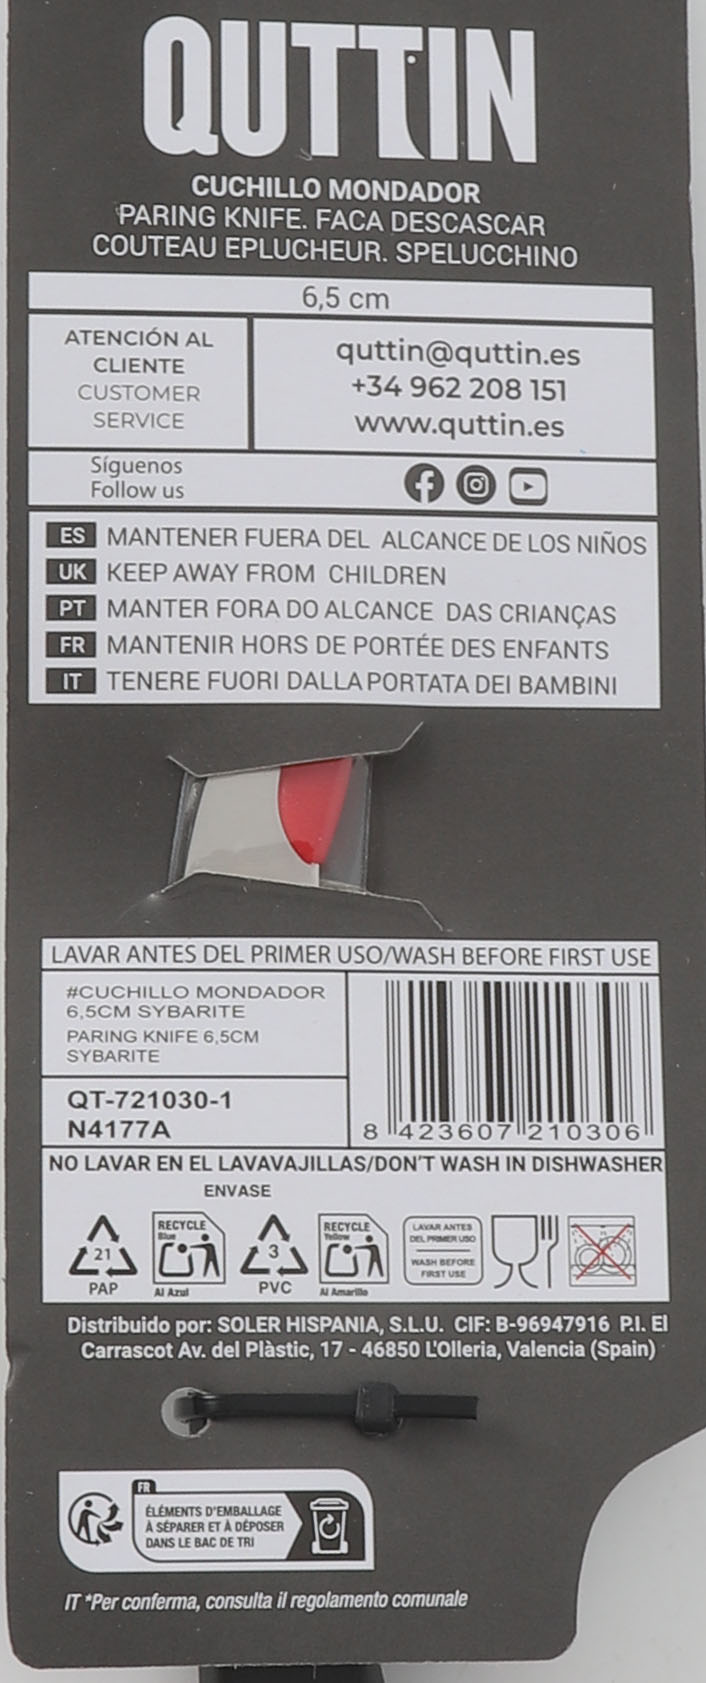 QUTTIN
CUCHILLO MONDADOR
PARING KNIFE. FACA DESCASCAR
COUTEAU EPLUCHEUR. SPELUCCHINO
6,5 cm
ATENCIÓN AL
CLIENTE
CUSTOMER
SERVICE
quttin@quttin.es
+34 962 208 151
www.quttin.es
Síguenos
Follow us
ES MANTENER FUERA DEL ALCANCE DE LOS NIÑOS
UK KEEP AWAY FROM CHILDREN
PT MANTER FORA DO ALCANCE DAS CRIANÇAS
FR MANTENIR HORS DE PORTÉE DES ENFANTS
IT TENERE FUORI DALLA PORTATA DEI BAMBINI
LAVAR ANTES DEL PRIMER USO/WASH BEFORE FIRST USE
#CUCHILLO MONDADOR
6,5CM SYBARITE
PARING KNIFE 6,5CM
SYBARITE
QT-721030-1
N4177A
8 423607 210306
NO LAVAR EN EL LAVAVAJILLAS/DON'T WASH IN DISHWASHER
ENVASE
21
PAP
RECYCLE
Blue
Al Azul
3
PVC
RECYCLE
Yellow
Al Amarillo
LAVAR ANTES
DEL PRIMER USO
WASH BEFORE
FIRST USE
Distribuido por: SOLER HISPANIA, S.L.U. CIF: B-96947916 P.I. El
Carrascot Av. del Plàstic, 17 - 46850 L'Olleria, Valencia (Spain)
FR
ÉLÉMENTS D'EMBALLAGE
À SÉPARER ET À DÉPOSER
DANS LE BAC DE TRI
IT *Per conferma, consulta il regolamento comunale